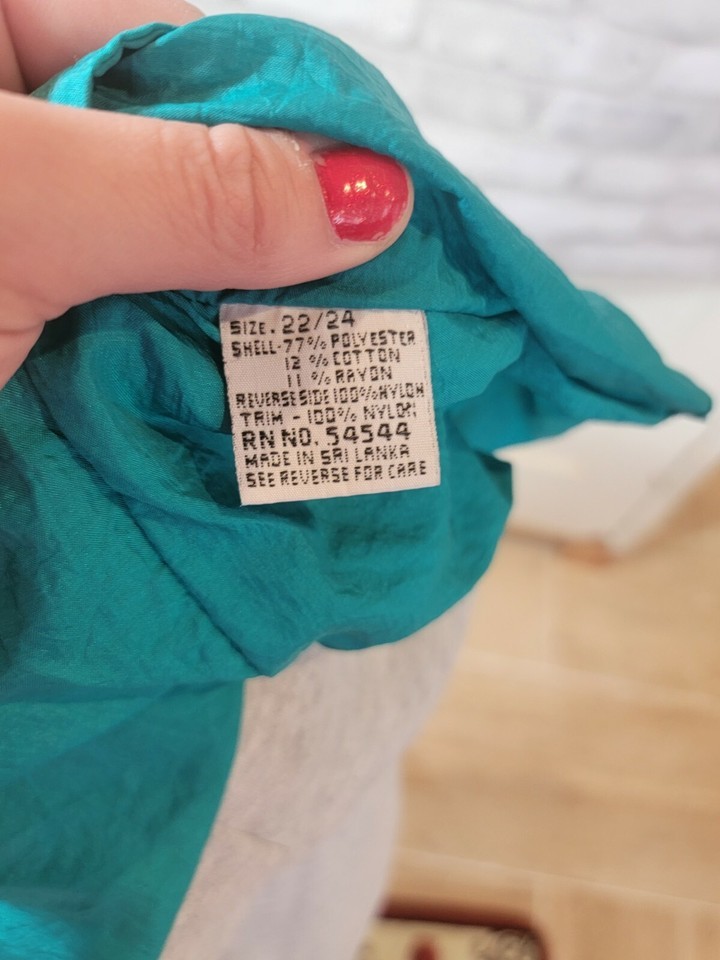 SIZE. 22/24
SHELL-77% POLYESTER
12 % COTTON
11 % RAYON
REVERSE SIDE 100% NYLON
TRIM - 100% NYLON
RN NO. 54544
MADE IN SRI LANKA
SEE REVERSE FOR CARE